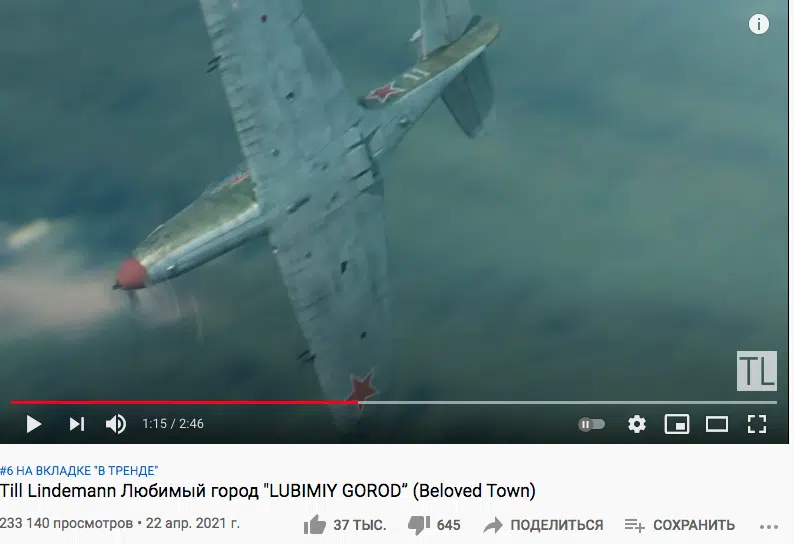 11
TL
1:15 / 2:46
#6 НА ВКЛАДКЕ "В ТРЕНДЕ"
Till Lindemann Любимый город "LUBIMIY GOROD” (Beloved Town)
233 140 просмотров • 22 апр. 2021 г.
37 ТЫС.
645
ПОДЕЛИТЬСЯ
СОХРАНИТЬ